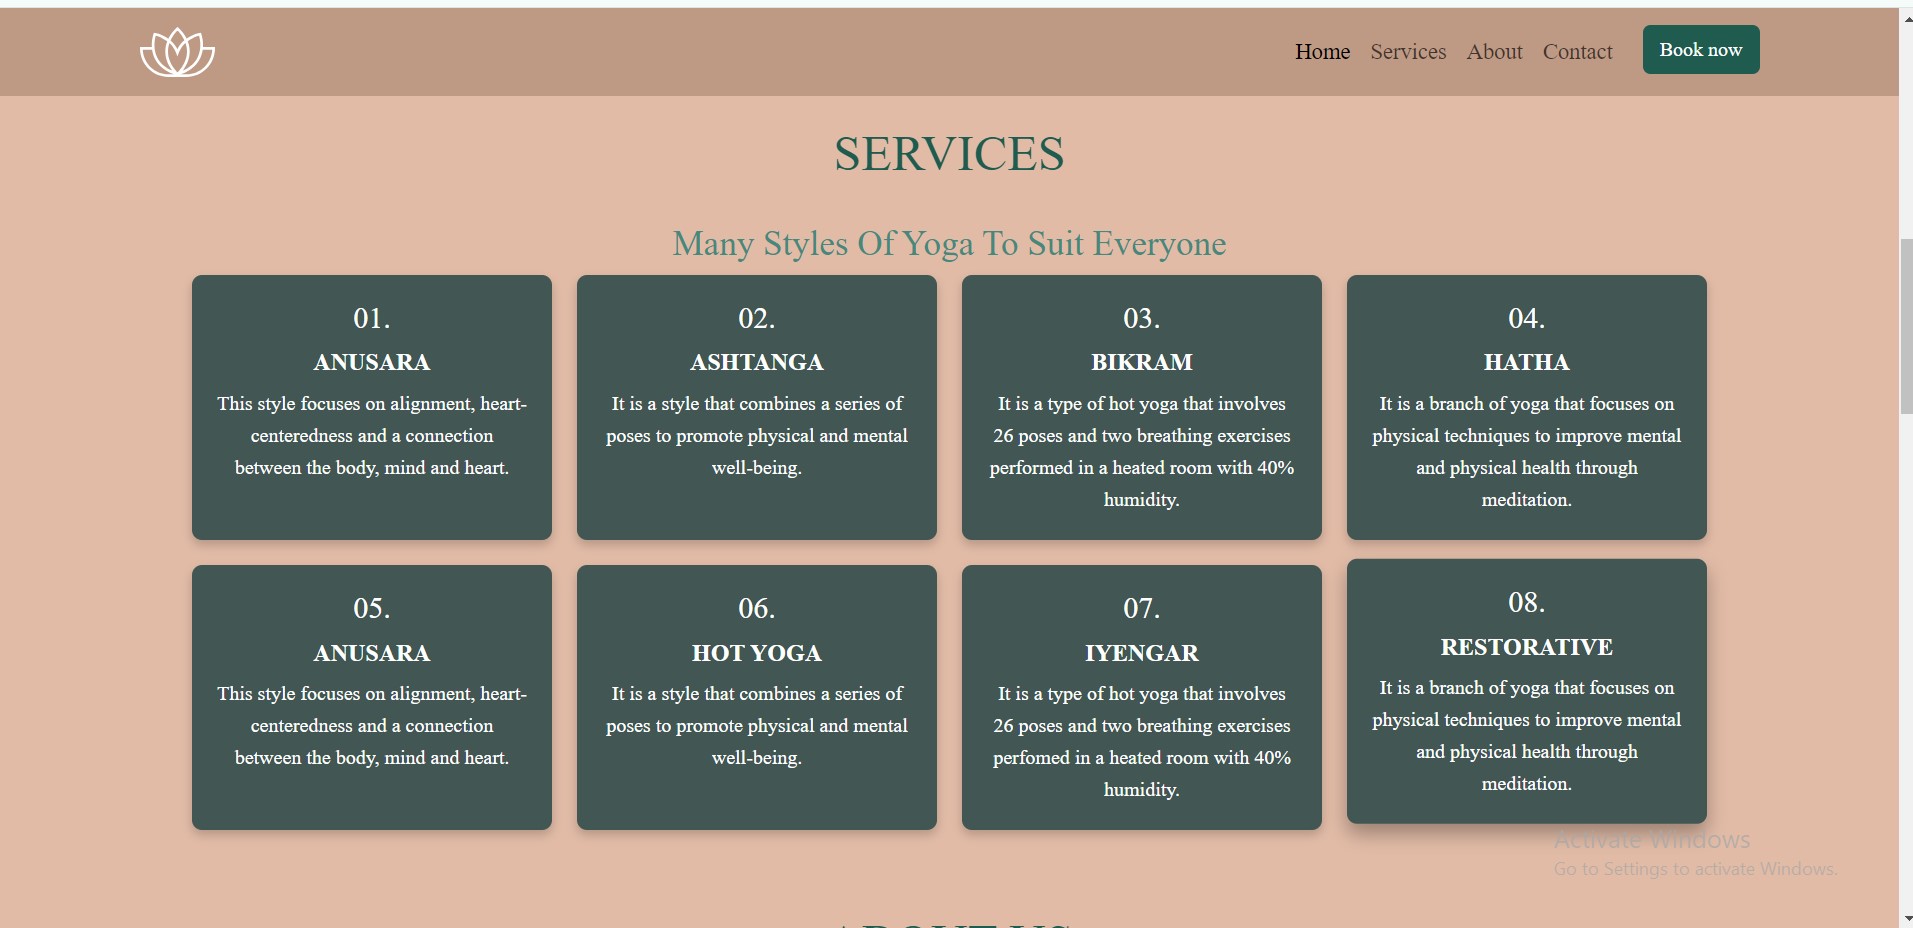 Home Services About Contact Book now
SERVICES
Many Styles Of Yoga To Suit Everyone
01.
ANUSARA
This style focuses on alignment, heart-
centeredness and a connection
between the body, mind and heart.
02.
ASHTANGA
It is a style that combines a series of
poses to promote physical and mental
well-being.
03.
BIKRAM
It is a type of hot yoga that involves
26 poses and two breathing exercises
performed in a heated room with 40%
humidity.
04.
HATHA
It is a branch of yoga that focuses on
physical techniques to improve mental
and physical health through
meditation.
05.
ANUSARA
This style focuses on alignment, heart-
centeredness and a connection
between the body, mind and heart.
06.
HOT YOGA
It is a style that combines a series of
poses to promote physical and mental
well-being.
07.
IYENGAR
It is a type of hot yoga that involves
26 poses and two breathing exercises
perfomed in a heated room with 40%
humidity.
08.
RESTORATIVE
It is a branch of yoga that focuses on
physical techniques to improve mental
and physical health through
meditation.
Activate Windows
Go to Settings to activate Windows.
ABOUT US